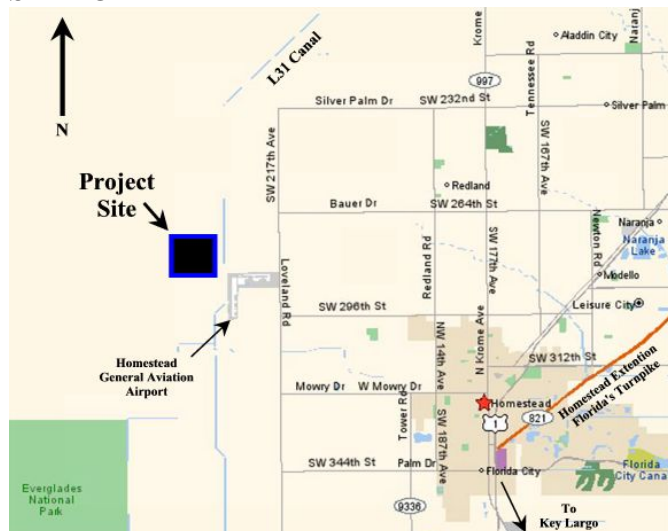 L31 Canal
N
Project
Site
Homestead
General Aviation
Airport
Everglades
National
Park
Krome
997
Tennessee Rd
Aladdin City
Naranj
Silver Palm Dr
SW 232nd St
Silver Palm
SW 217th Ave
SW 167th Ave
Redland
Bauer Dr
SW 264th St
Newton Rd
Naranja
Naranja
Lake
Modello
Loveland Rd
Redland Rd
SW 177th Ave
Leisure City
SW 296th St
NW 14th Ave
N Krome Ave
SW 312th St
Homestead Extention
Florida's Turnpike
Mowry Dr
W Mowry Dr
Homestead
1
821
Tower Rd
SW 187th Ave
SW 344th St
Palm Dr
Florida City
Florida
City Cana
9336
To
Key Largo